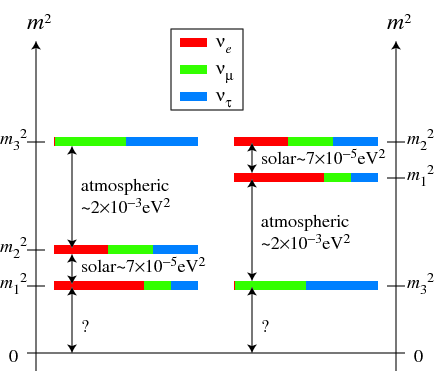 m² m²
νe
νμ
ντ
m₃² m₂²
solar~7×10⁻⁵eV²
m₁²
atmospheric
~2×10⁻³eV²
atmospheric
~2×10⁻³eV²
m₂²
solar~7×10⁻⁵eV²
m₁² m₃²
? ?
0 0